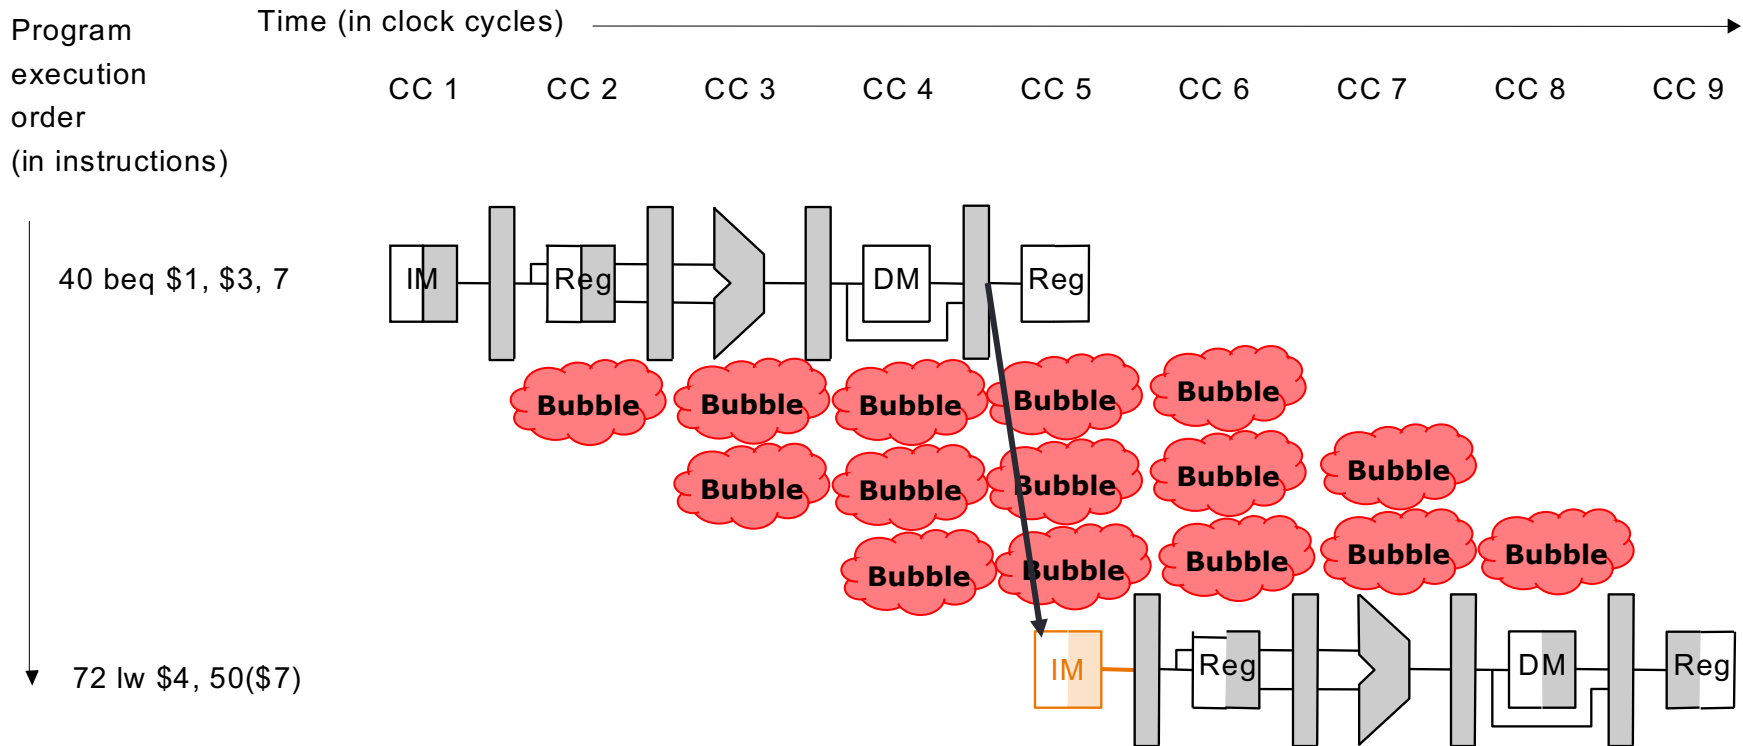 Program
execution
order
(in instructions)
Time (in clock cycles)
CC 1 CC 2 CC 3 CC 4 CC 5 CC 6 CC 7 CC 8 CC 9
40 beq $1, $3, 7
IM Reg DM Reg
Bubble Bubble Bubble Bubble Bubble
Bubble Bubble Bubble Bubble Bubble
Bubble Bubble Bubble Bubble Bubble
72 lw $4, 50($7)
IM Reg DM Reg